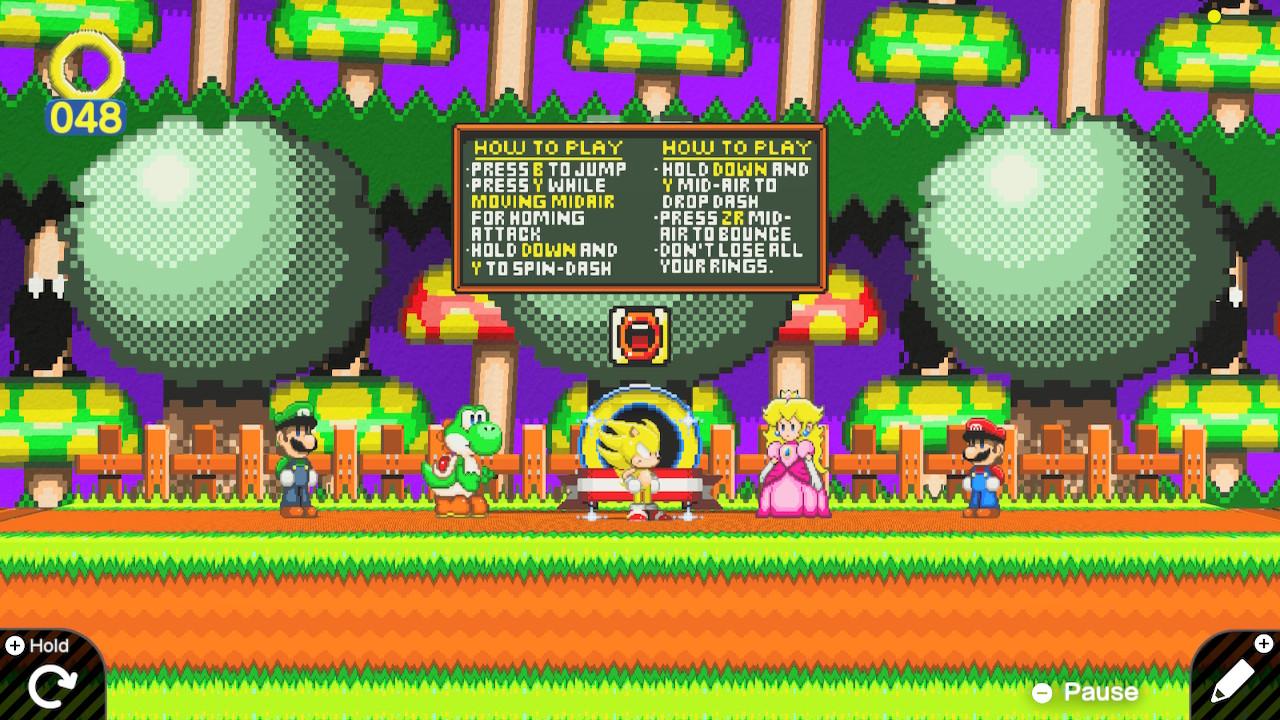 048
HOW TO PLAY
·PRESS B TO JUMP
·PRESS Y WHILE
MOVING MIDAIR
FOR HOMING
ATTACK
·HOLD DOWN AND
Y TO SPIN-DASH
HOW TO PLAY
·HOLD DOWN AND
Y MID-AIR TO
DROP DASH
·PRESS ZR MID-
AIR TO BOUNCE
·DON'T LOSE ALL
YOUR RINGS.
Hold
Pause